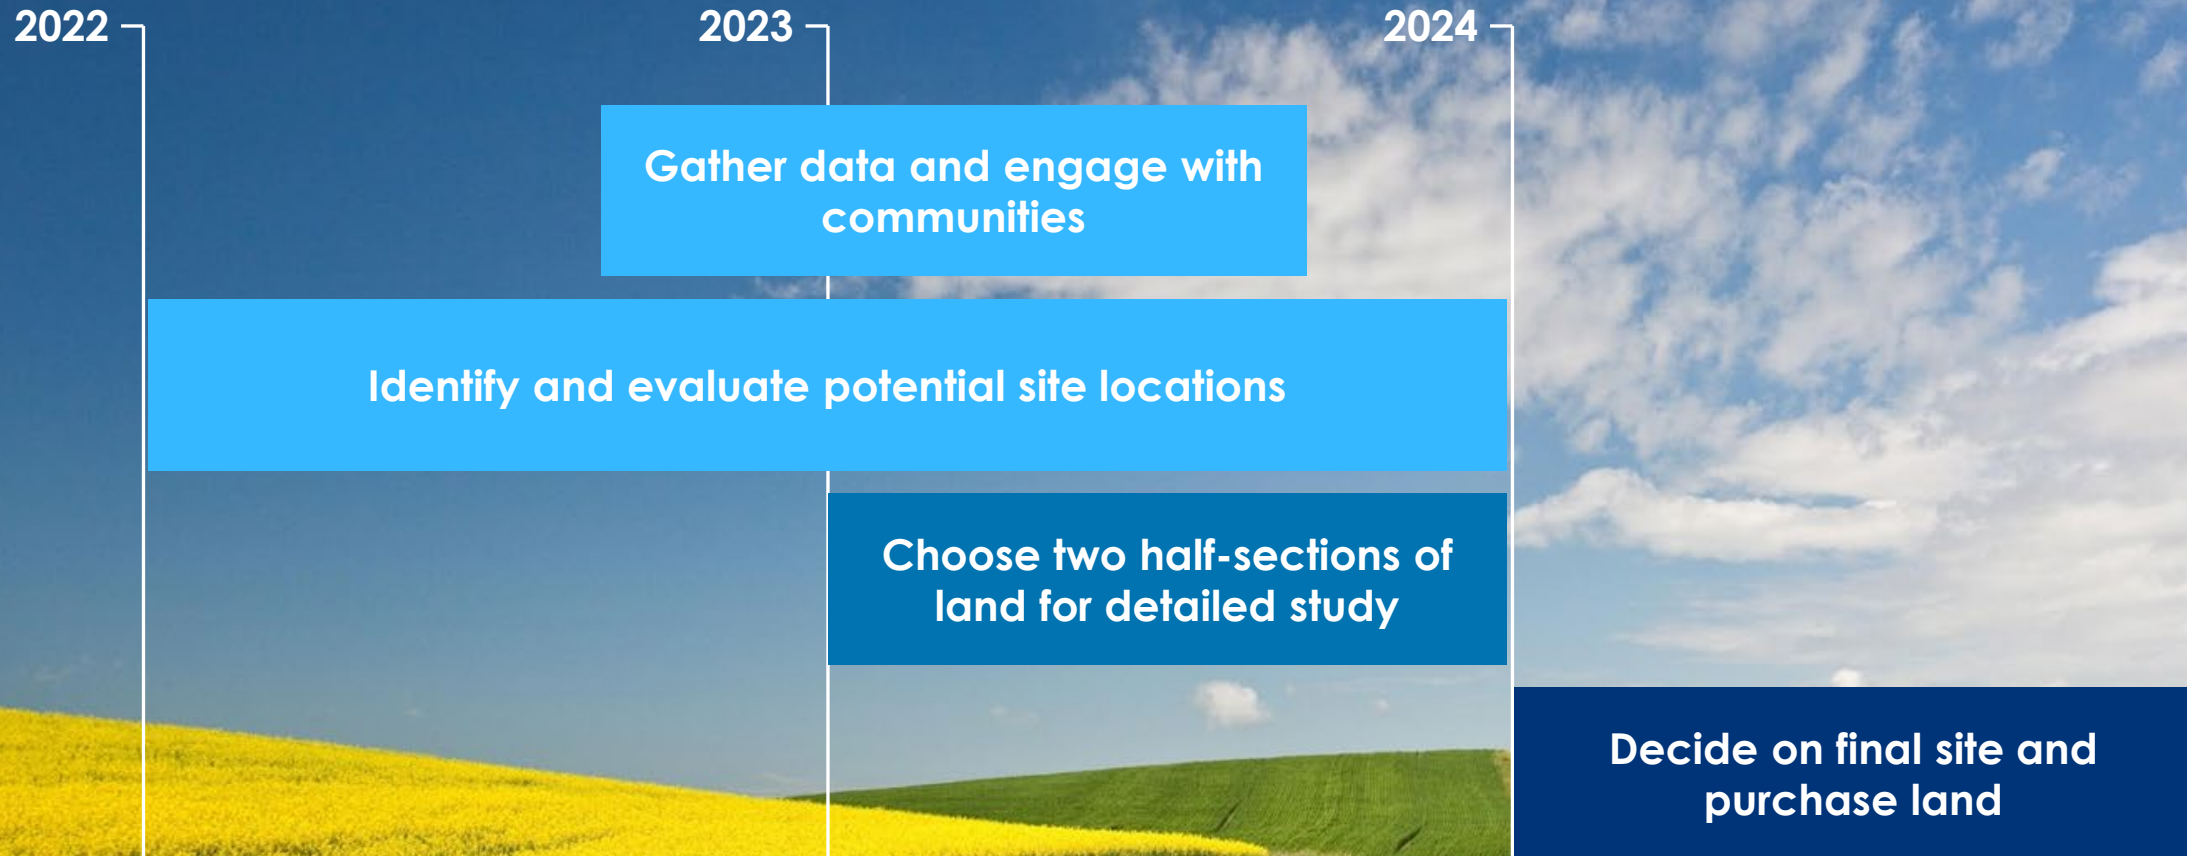 2022
2023
2024
Gather data and engage with
communities
Identify and evaluate potential site locations
Choose two half-sections of
land for detailed study
Decide on final site and
purchase land